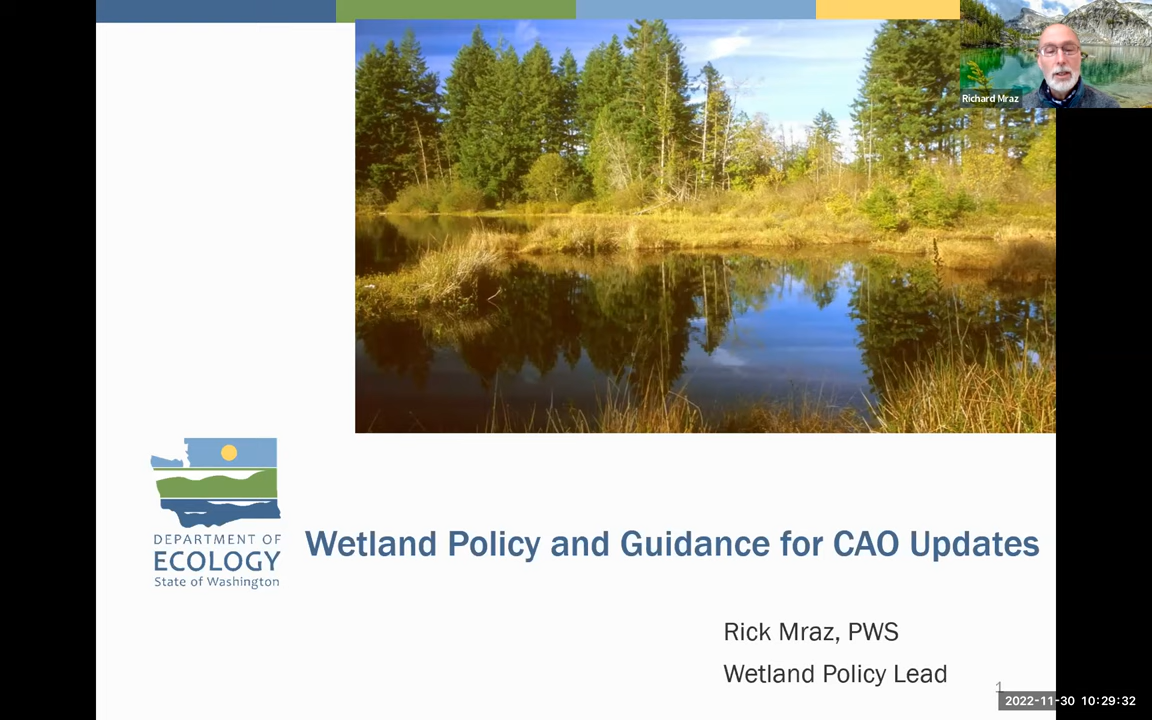 Richard Mraz
DEPARTMENT OF
ECOLOGY
State of Washington
Wetland Policy and Guidance for CAO Updates
Rick Mraz, PWS
Wetland Policy Lead
1
2022-11-30 10:29:32